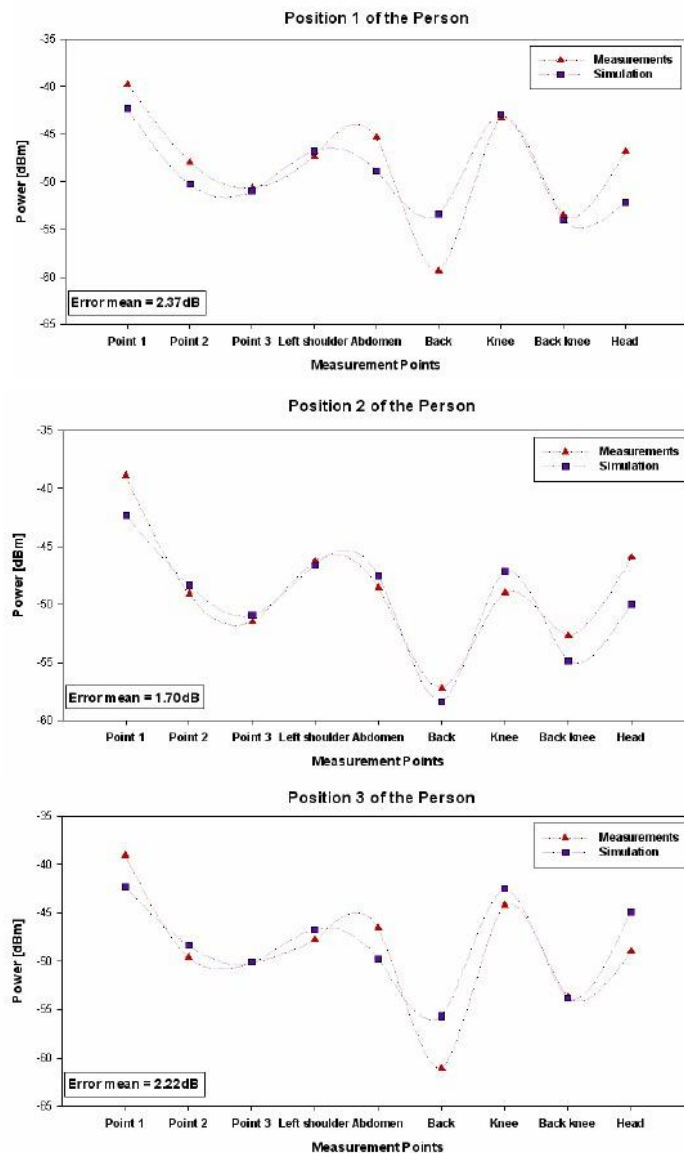 Position 1 of the Person
-35
-40
-45
-50
-55
-60
-65
Power [dBm]
Measurements
Simulation
Error mean = 2.37dB
Point 1 Point 2 Point 3 Left shoulder Abdomen Back Knee Back knee Head
Measurement Points
Position 2 of the Person
-35
-40
-45
-50
-55
-60
Power [dBm]
Measurements
Simulation
Error mean = 1.70dB
Point 1 Point 2 Point 3 Left shoulder Abdomen Back Knee Back knee Head
Measurement Points
Position 3 of the Person
-35
-40
-45
-50
-55
-60
-65
Power [dBm]
Measurements
Simulation
Error mean = 2.22dB
Point 1 Point 2 Point 3 Left shoulder Abdomen Back Knee Back knee Head
Measurement Points